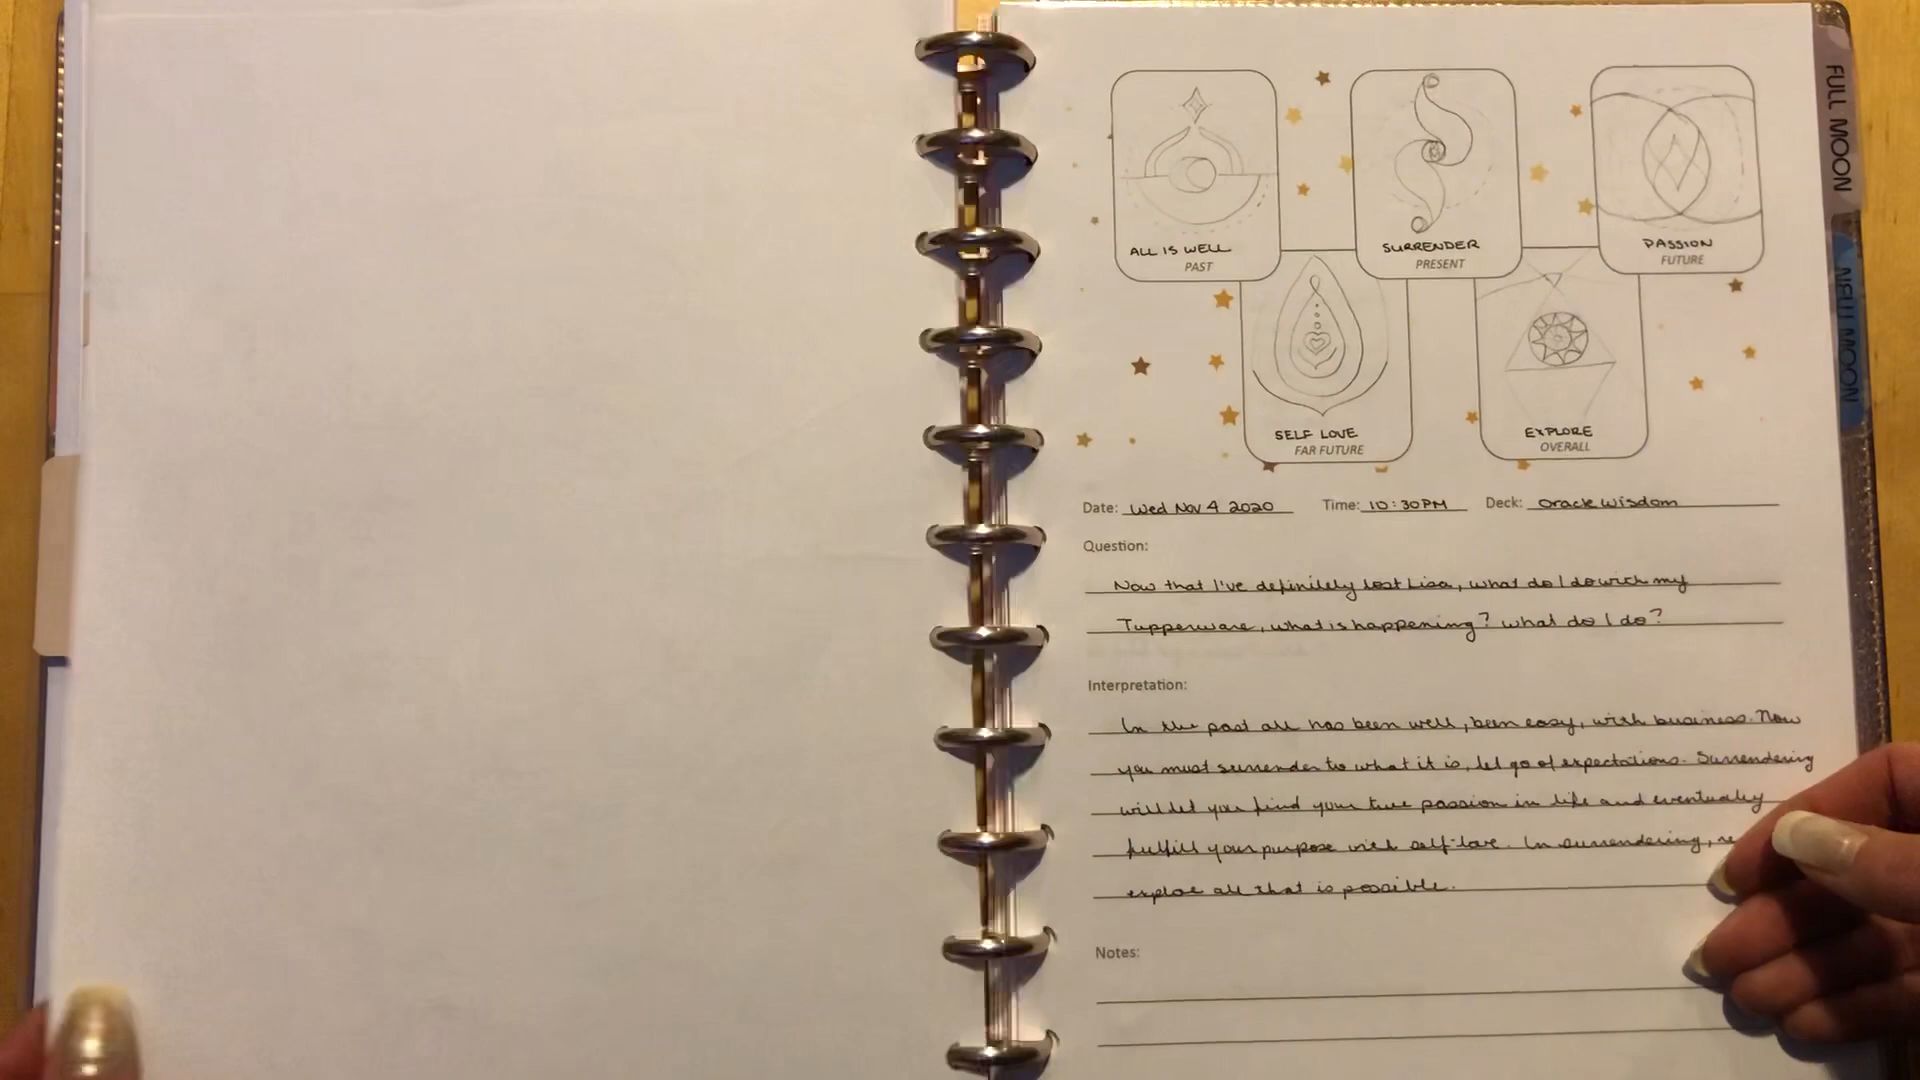 FULL MOON
NEW MOON
ALL IS WELL
PAST
SURRENDER
PRESENT
PASSION
FUTURE
SELF LOVE
FAR FUTURE
EXPLORE
OVERALL
Date: Wed Nov 4 2020 Time: 10:30PM Deck: Oracle Wisdom
Question:
Now that I've definitely lost Lisa, what do I do with my
Tupperware, what is happening? what do I do?
Interpretation:
In the past all has been well, been easy, with business. Now
you must surrender to what it is, let go of expectations. Surrendering
will let you find your true passion in life and eventually
fulfill your purpose with self-love. In surrendering,
explore all that is possible.
Notes: